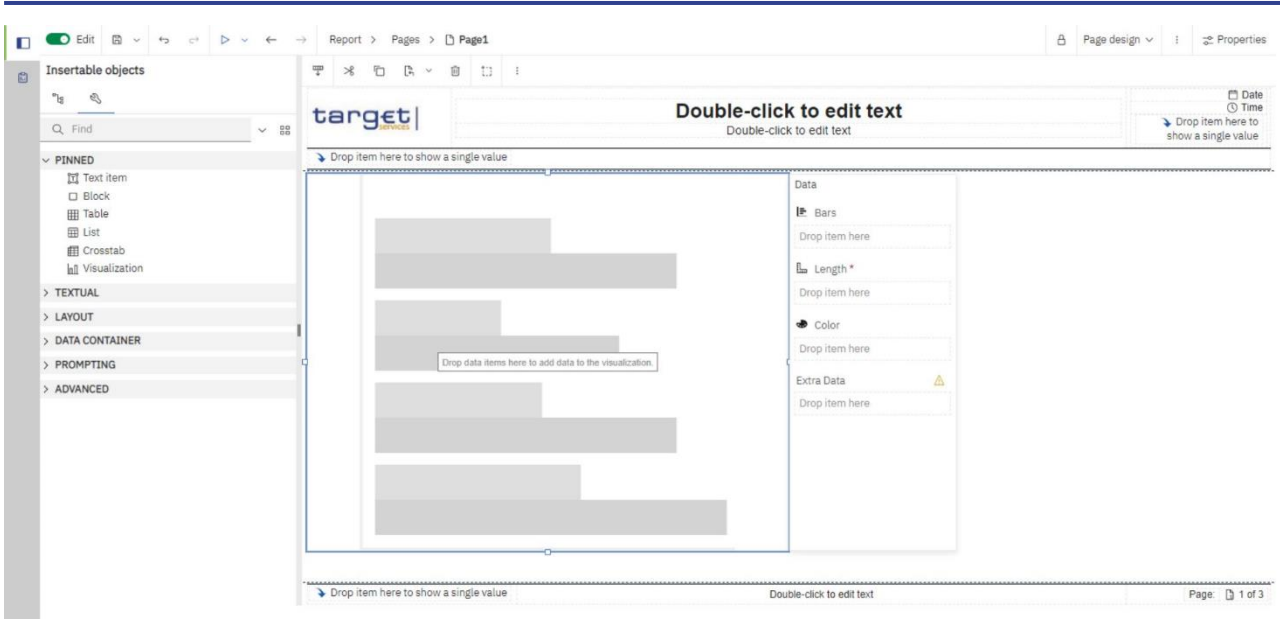 Edit
Report > Pages > Page1
Page design
Properties
Insertable objects
Find
PINNED
Text item
Block
Table
List
Crosstab
Visualization
TEXTUAL
LAYOUT
DATA CONTAINER
PROMPTING
ADVANCED
target|
services
Double-click to edit text
Double-click to edit text
Date
Time
Drop item here to
show a single value
Drop item here to show a single value
Drop data items here to add data to the visualization.
Data
Bars
Drop item here
Length *
Drop item here
Color
Drop item here
Extra Data
Drop item here
Drop item here to show a single value
Double-click to edit text
Page: 1 of 3